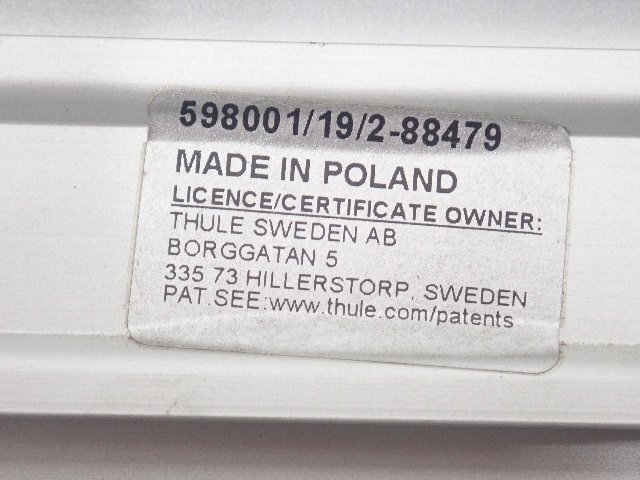 598001/19/2-88479
MADE IN POLAND
LICENCE/CERTIFICATE OWNER:
THULE SWEDEN AB
BORGGATAN 5
335 73 HILLERSTORP, SWEDEN
PAT.SEE:www.thule.com/patents